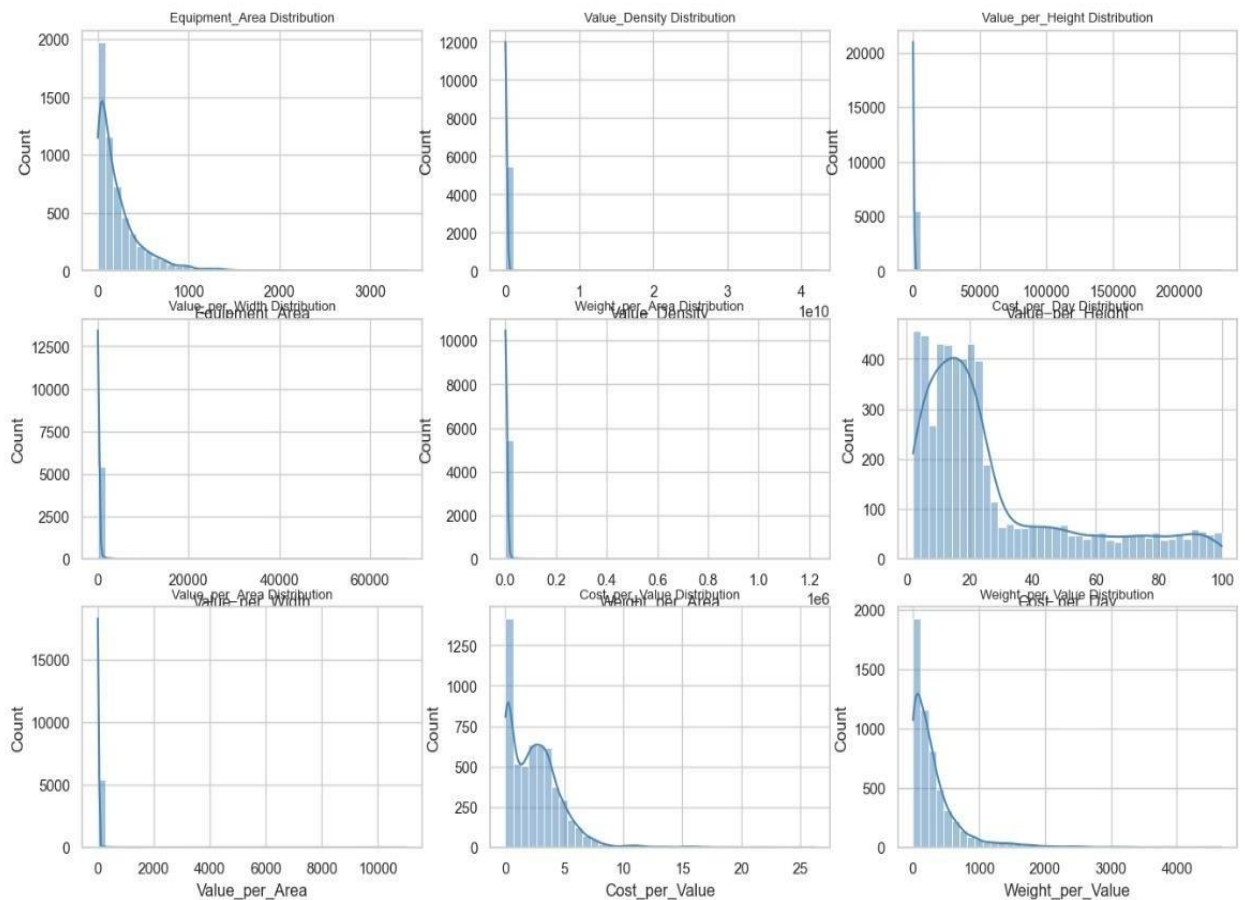 Equipment_Area Distribution
Value_Density Distribution
Value_per_Height Distribution
2000
1500
1000
500
0
Count
0 1000 2000 3000
Equipment_Area
12000
10000
8000
6000
4000
2000
0
Count
0 1 2 3 4
1e10
Value_Density
20000
15000
10000
5000
0
Count
0 50000 100000 150000 200000
Value_per_Height
Value_per_Width Distribution
Weight_per_Area Distribution
Cost_per_Day Distribution
12500
10000
7500
5000
2500
0
Count
0 20000 40000 60000
Value_per_Width
10000
8000
6000
4000
2000
0
Count
0.0 0.2 0.4 0.6 0.8 1.0 1.2
1e6
Weight_per_Area
400
300
200
100
0
Count
0 20 40 60 80 100
Cost_per_Day
Value_per_Area Distribution
Cost_per_Value Distribution
Weight_per_Value Distribution
15000
10000
5000
0
Count
0 2000 4000 6000 8000 10000
Value_per_Area
1250
1000
750
500
250
0
Count
0 5 10 15 20 25
Cost_per_Value
2000
1500
1000
500
0
Count
0 1000 2000 3000 4000
Weight_per_Value